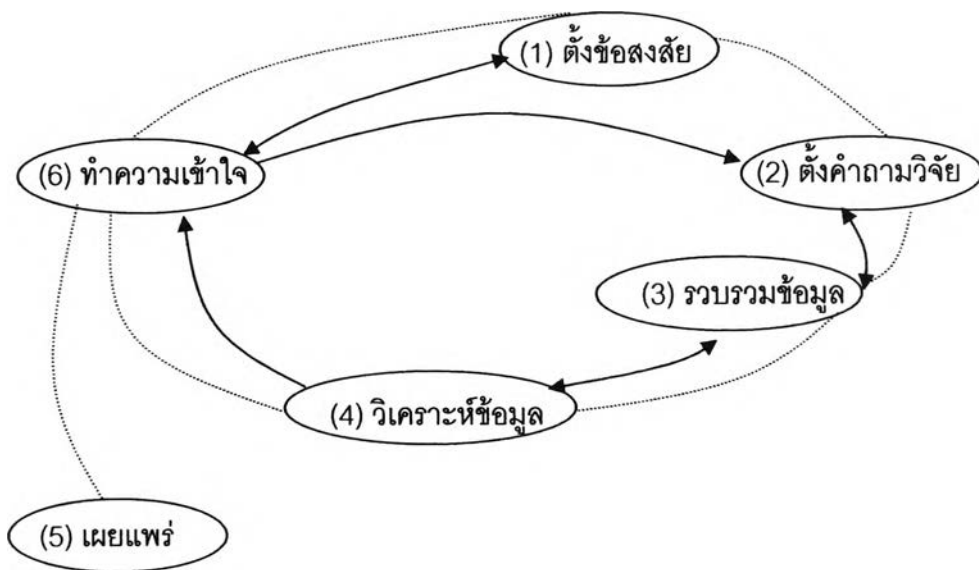 (1) ตั้งข้อสงสัย
(6) ทำความเข้าใจ
(2) ตั้งคำถามวิจัย
(3) รวบรวมข้อมูล
(4) วิเคราะห์ข้อมูล
(5) เผยแพร่